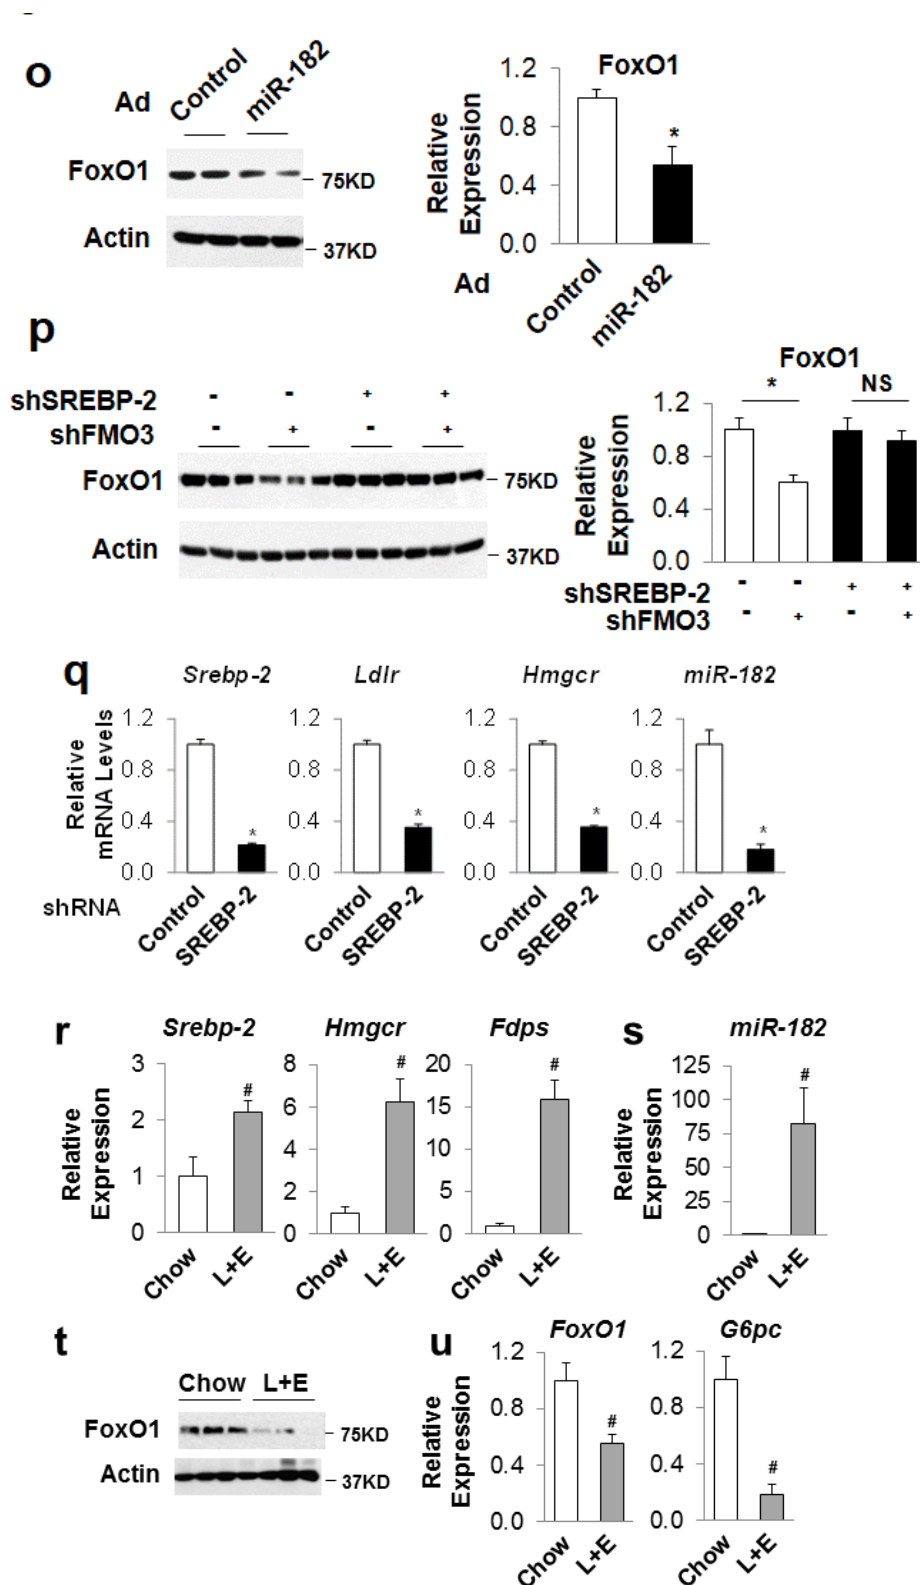 o
Ad
Control
miR-182
FoxO1
75KD
Actin
37KD
FoxO1
Relative
Expression
1.2
0.8
0.4
0.0
*
Ad
Control
miR-182
p
shSREBP-2 - - + +
shFMO3 - + - +
FoxO1
75KD
Actin
37KD
FoxO1
* NS
Relative
Expression
1.2
0.8
0.4
0.0
shSREBP-2 - - + +
shFMO3 - + - +
q
Srebp-2 Ldlr Hmgcr miR-182
Relative
mRNA Levels
1.2 1.2 1.2 1.2
0.8 0.8 0.8 0.8
0.4 0.4 0.4 0.4
0.0 0.0 0.0 0.0
* * * *
shRNA
Control SREBP-2 Control SREBP-2 Control SREBP-2 Control SREBP-2
r
Srebp-2 Hmgcr Fdps
Relative
Expression
3 8 20
2 6 15
1 4 10
0 2 5
0 0
# # #
Chow L+E Chow L+E Chow L+E
s
miR-182
Relative
Expression
125
100
75
50
25
0
#
Chow L+E
t
Chow L+E
FoxO1
75KD
Actin
37KD
u
FoxO1 G6pc
Relative
Expression
1.2 1.2
0.8 0.8
0.4 0.4
0.0 0.0
# #
Chow L+E Chow L+E